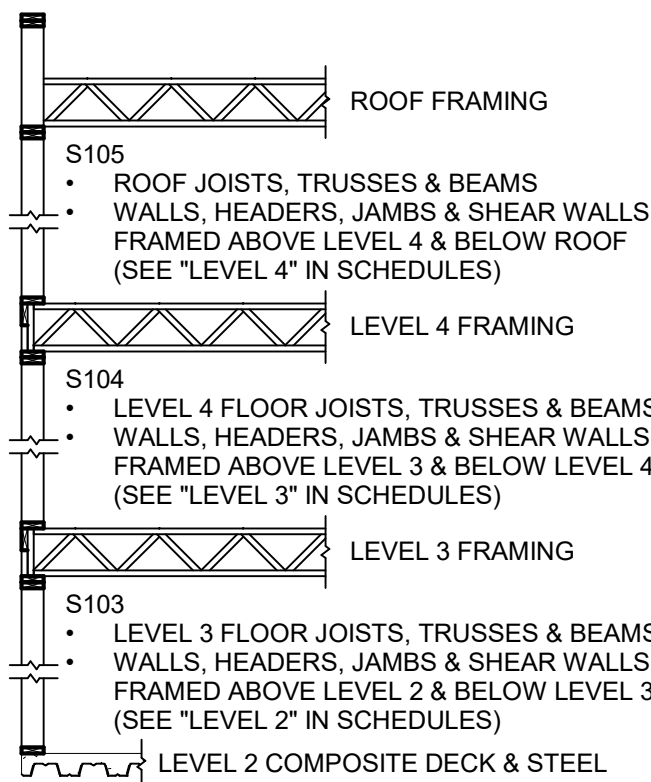 ROOF FRAMING
S105
• ROOF JOISTS, TRUSSES & BEAMS
• WALLS, HEADERS, JAMBS & SHEAR WALLS
FRAMED ABOVE LEVEL 4 & BELOW ROOF
(SEE "LEVEL 4" IN SCHEDULES)
LEVEL 4 FRAMING
S104
• LEVEL 4 FLOOR JOISTS, TRUSSES & BEAMS
• WALLS, HEADERS, JAMBS & SHEAR WALLS
FRAMED ABOVE LEVEL 3 & BELOW LEVEL 4
(SEE "LEVEL 3" IN SCHEDULES)
LEVEL 3 FRAMING
S103
• LEVEL 3 FLOOR JOISTS, TRUSSES & BEAMS
• WALLS, HEADERS, JAMBS & SHEAR WALLS
FRAMED ABOVE LEVEL 2 & BELOW LEVEL 3
(SEE "LEVEL 2" IN SCHEDULES)
LEVEL 2 COMPOSITE DECK & STEEL